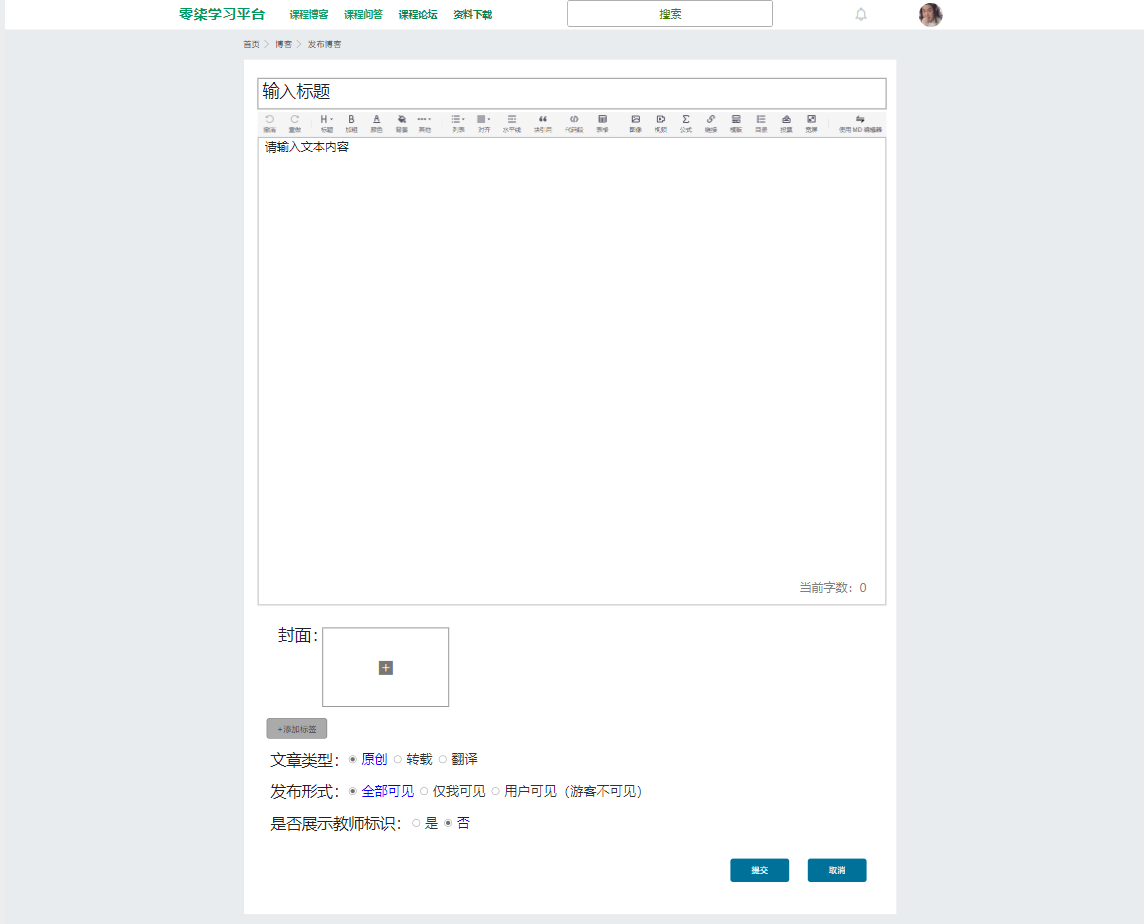 零柒学习平台 课程博客 课程问答 课程论坛 资料下载 搜索
首页 > 博客 > 发布博客
输入标题
撤消 重做 H 标题 B 加粗 A 颜色 背景 其他 列表 对齐 水平线 块引用 代码段 表格 图像 视频 公式 链接 模版 目录 投票 宽屏 使用 MD 编辑器
请输入文本内容
当前字数：0
封面：
+添加标签
文章类型： 原创 转载 翻译
发布形式： 全部可见 仅我可见 用户可见（游客不可见）
是否展示教师标识： 是 否
提交 取消